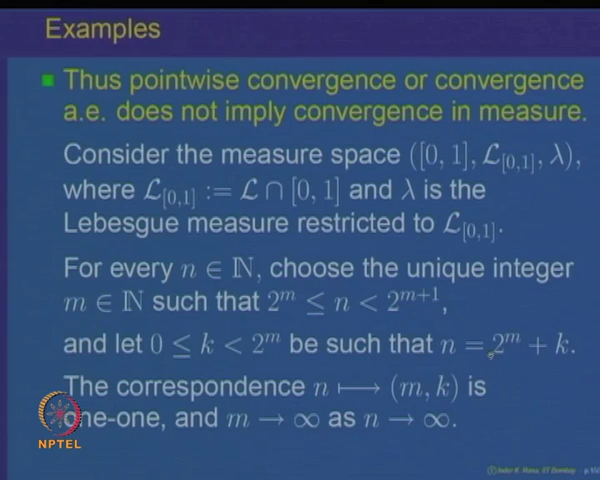 Examples
Thus pointwise convergence or convergence
a.e. does not imply convergence in measure.
Consider the measure space ([0, 1], ℒ_{[0,1]}, λ),
where ℒ_{[0,1]} := ℒ ∩ [0, 1] and λ is the
Lebesgue measure restricted to ℒ_{[0,1]}.
For every n ∈ ℕ, choose the unique integer
m ∈ ℕ such that 2^m ≤ n < 2^{m+1},
and let 0 ≤ k < 2^m be such that n = 2^m + k.
The correspondence n ⟼ (m, k) is
one-one, and m → ∞ as n → ∞.
NPTEL